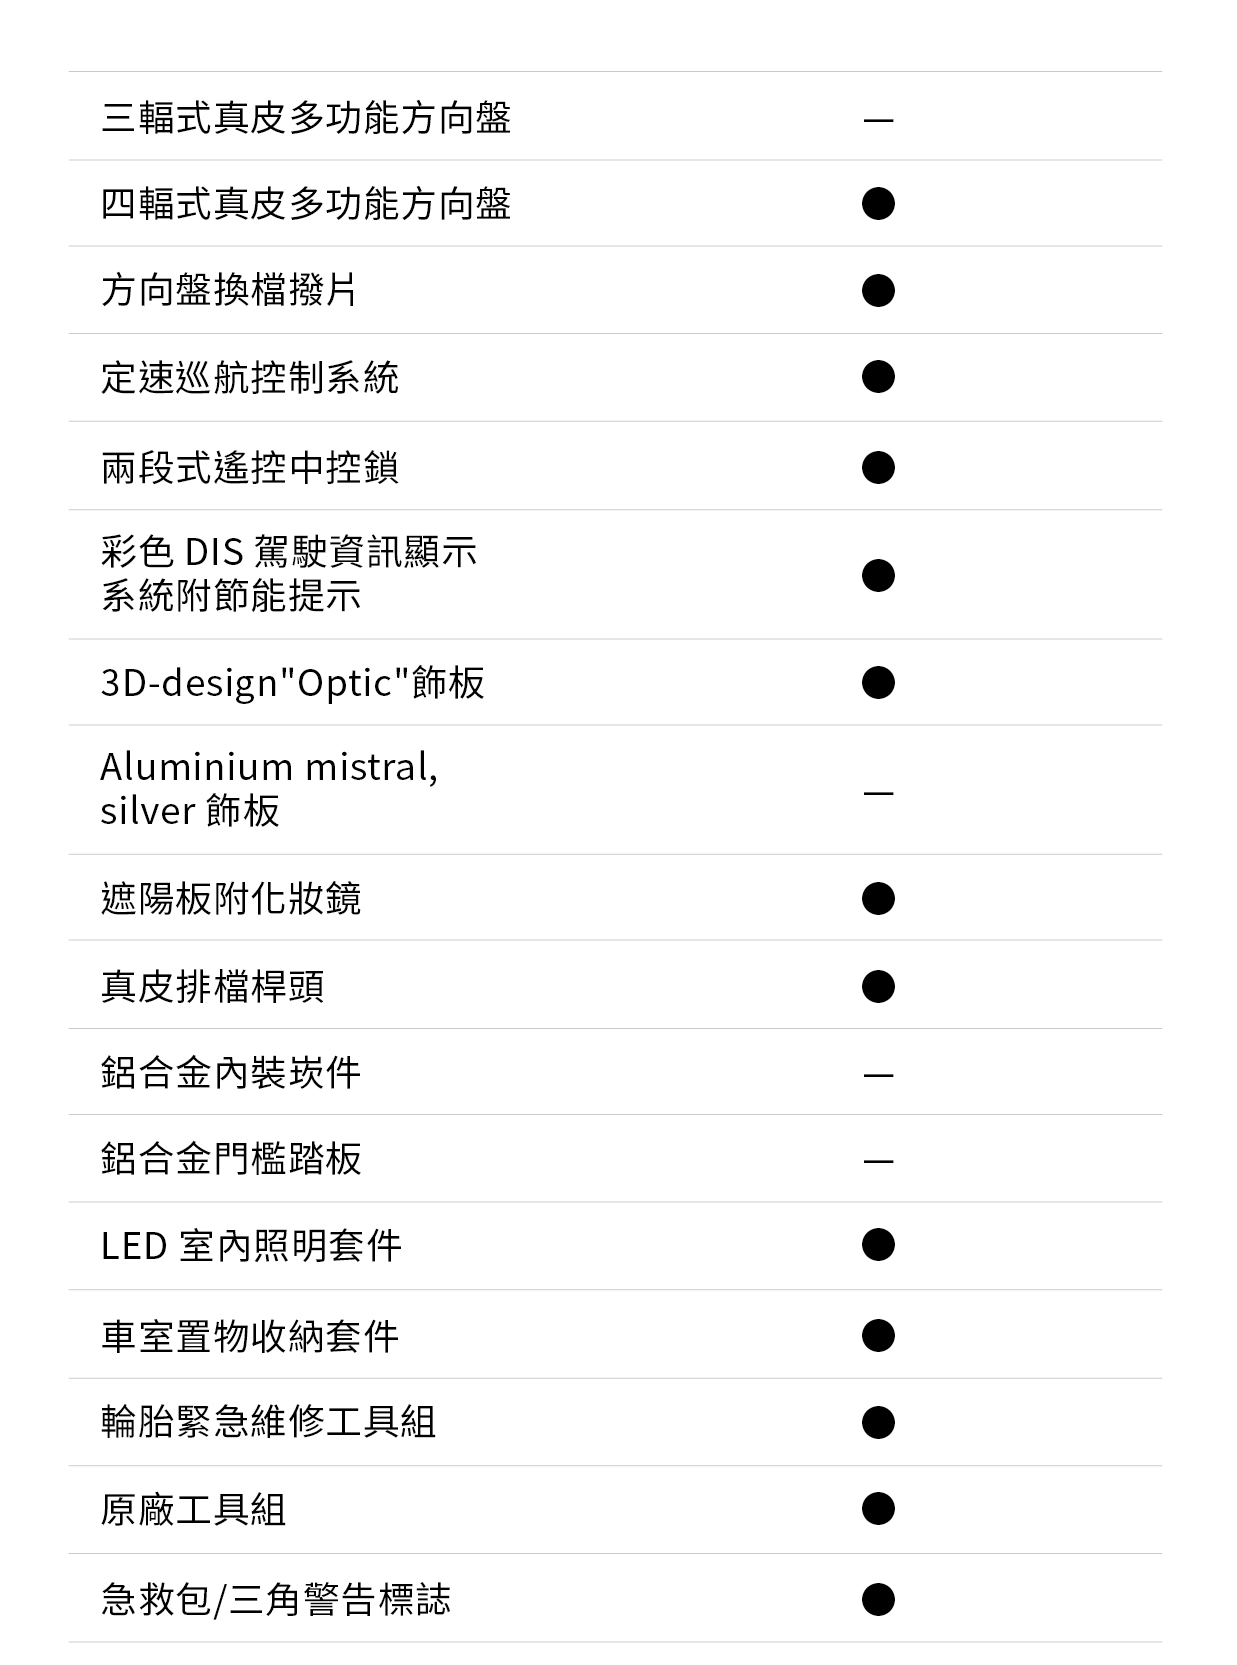 三輻式真皮多功能方向盤 —
四輻式真皮多功能方向盤 ●
方向盤換檔撥片 ●
定速巡航控制系統 ●
兩段式遙控中控鎖 ●
彩色 DIS 駕駛資訊顯示
系統附節能提示 ●
3D-design"Optic"飾板 ●
Aluminium mistral,
silver 飾板 —
遮陽板附化妝鏡 ●
真皮排檔桿頭 ●
鋁合金內裝崁件 —
鋁合金門檻踏板 —
LED 室內照明套件 ●
車室置物收納套件 ●
輪胎緊急維修工具組 ●
原廠工具組 ●
急救包/三角警告標誌 ●